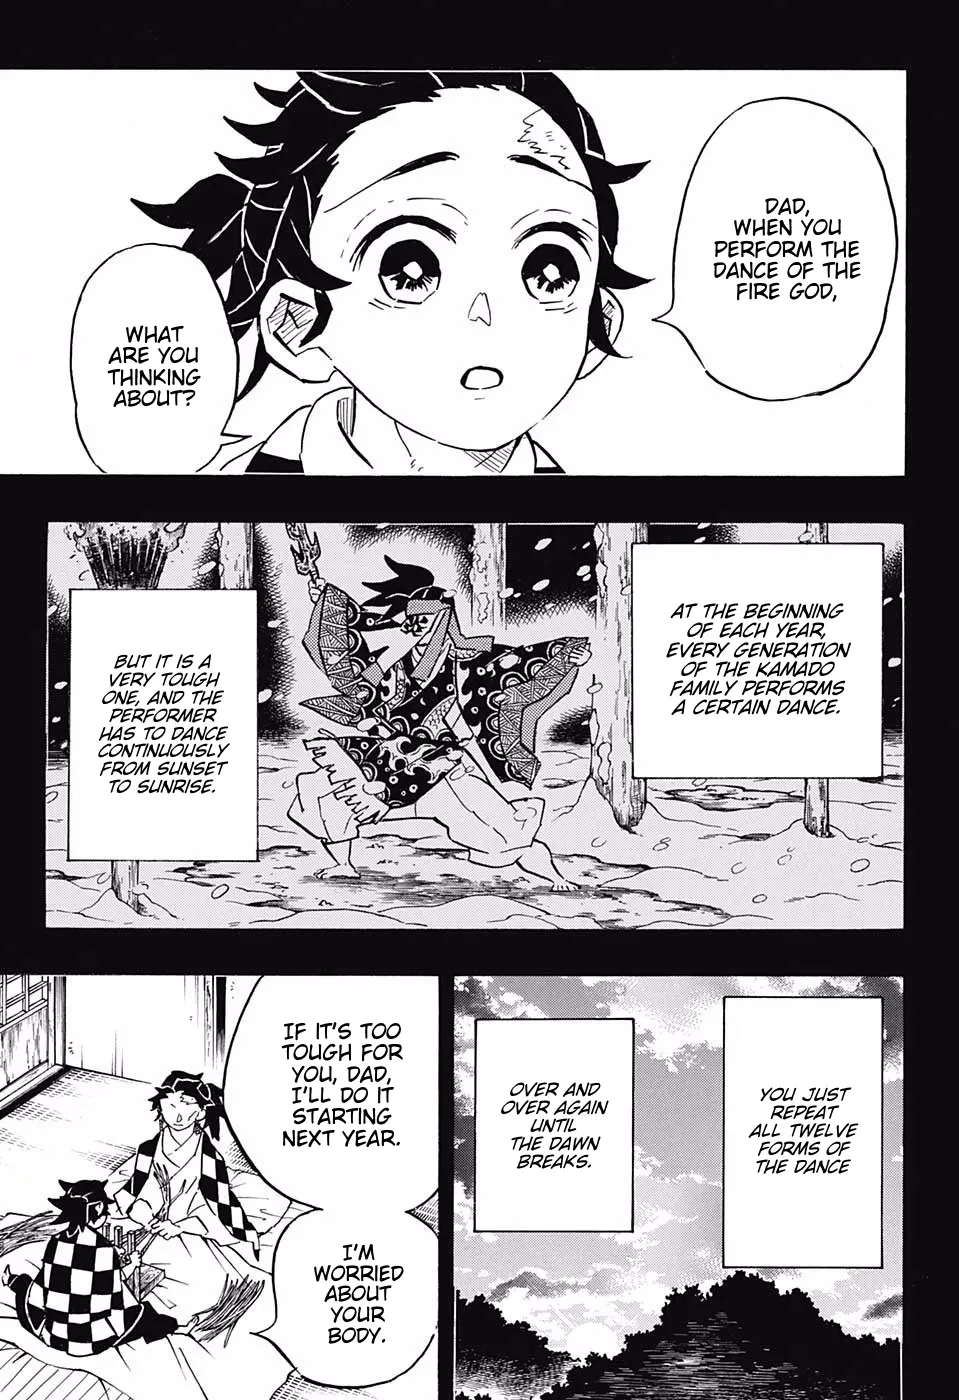 DAD,
WHEN YOU
PERFORM THE
DANCE OF THE
FIRE GOD,
WHAT
ARE YOU
THINKING
ABOUT?
AT THE BEGINNING
OF EACH YEAR,
EVERY GENERATION
OF THE KAMADO
FAMILY PERFORMS
A CERTAIN DANCE.
BUT IT IS A
VERY TOUGH
ONE, AND THE
PERFORMER
HAS TO DANCE
CONTINUOUSLY
FROM SUNSET
TO SUNRISE.
YOU JUST
REPEAT
ALL TWELVE
FORMS OF
THE DANCE
OVER AND
OVER AGAIN
UNTIL
THE DAWN
BREAKS.
IF IT'S TOO
TOUGH FOR
YOU, DAD,
I'LL DO IT
STARTING
NEXT YEAR.
I'M
WORRIED
ABOUT
YOUR
BODY.